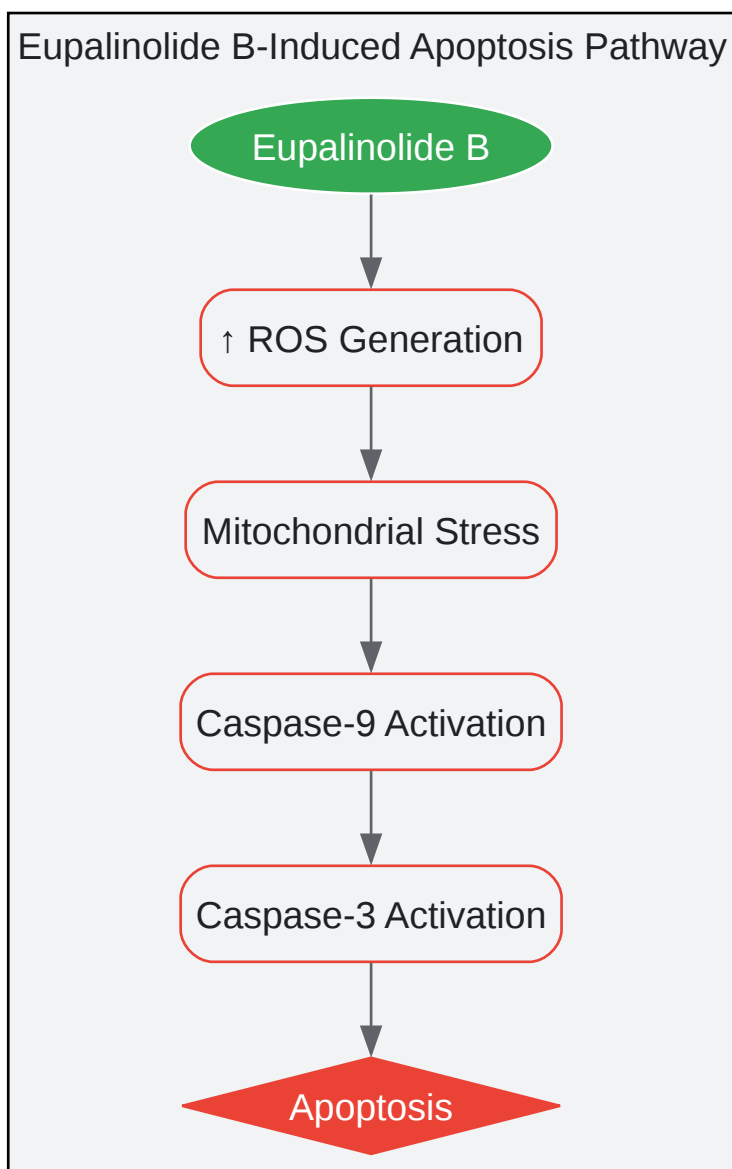 Eupalinolide B-Induced Apoptosis Pathway
Eupalinolide B
↑ ROS Generation
Mitochondrial Stress
Caspase-9 Activation
Caspase-3 Activation
Apoptosis